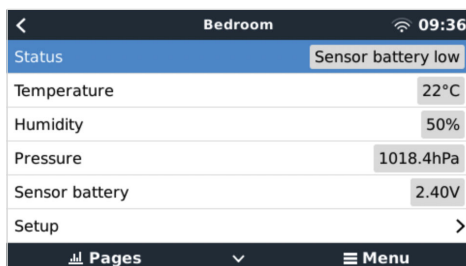 Bedroom 09:36
Status Sensor battery low
Temperature 22°C
Humidity 50%
Pressure 1018.4hPa
Sensor battery 2.40V
Setup
Pages Menu